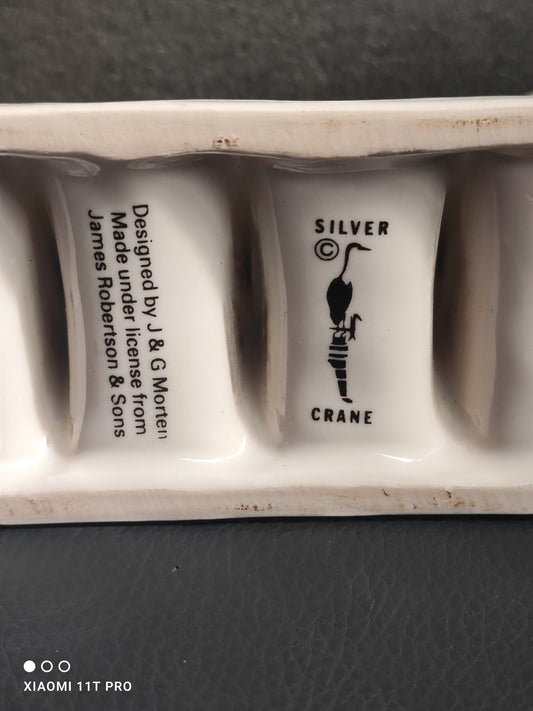 Designed by J & G Morten
Made under license from
James Robertson & Sons
SILVER
©
CRANE
XIAOMI 11T PRO